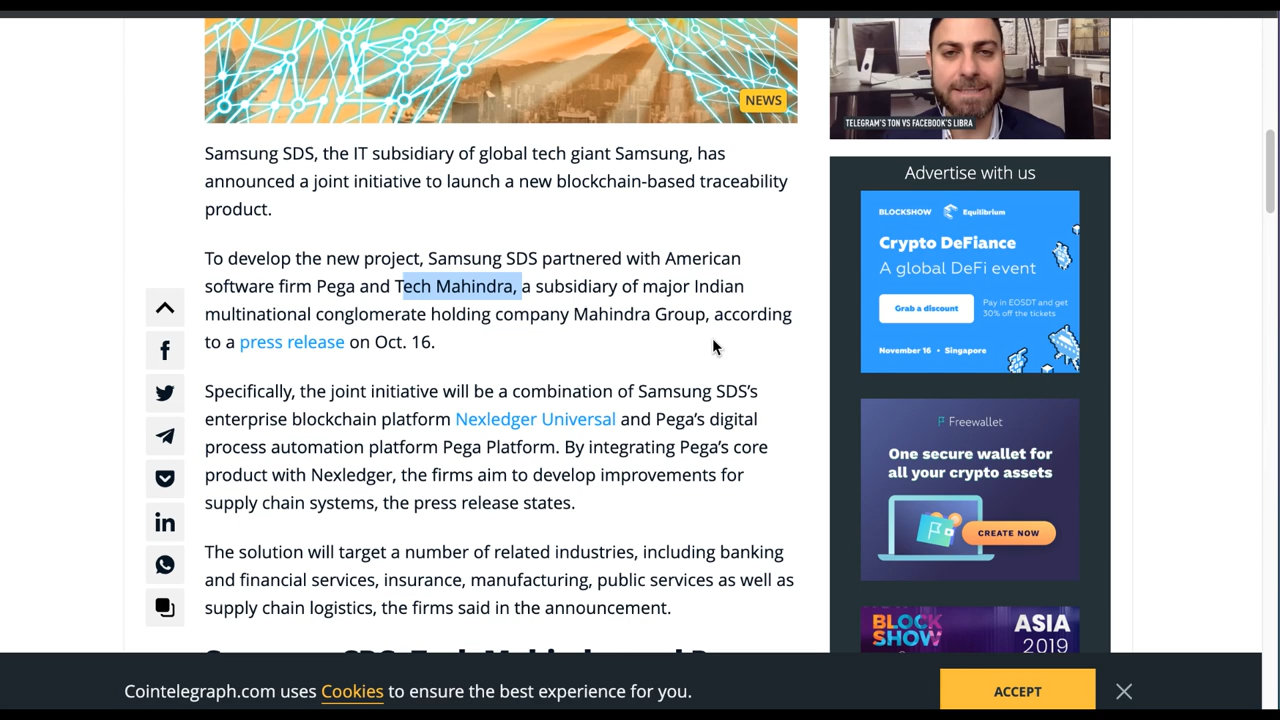 NEWS
Samsung SDS, the IT subsidiary of global tech giant Samsung, has
announced a joint initiative to launch a new blockchain-based traceability
product.
To develop the new project, Samsung SDS partnered with American
software firm Pega and Tech Mahindra, a subsidiary of major Indian
multinational conglomerate holding company Mahindra Group, according
to a press release on Oct. 16.
Specifically, the joint initiative will be a combination of Samsung SDS’s
enterprise blockchain platform Nexledger Universal and Pega’s digital
process automation platform Pega Platform. By integrating Pega’s core
product with Nexledger, the firms aim to develop improvements for
supply chain systems, the press release states.
The solution will target a number of related industries, including banking
and financial services, insurance, manufacturing, public services as well as
supply chain logistics, the firms said in the announcement.
TELEGRAM'S TON VS FACEBOOK'S LIBRA
Advertise with us
BLOCKSHOW Equilibrium
Crypto DeFiance
A global DeFi event
Grab a discount
Pay in EOSDT and get
30% off the tickets
November 16 • Singapore
Freewallet
One secure wallet for
all your crypto assets
CREATE NOW
BLOCK
SHOW
ASIA
2019
Cointelegraph.com uses Cookies to ensure the best experience for you.
ACCEPT